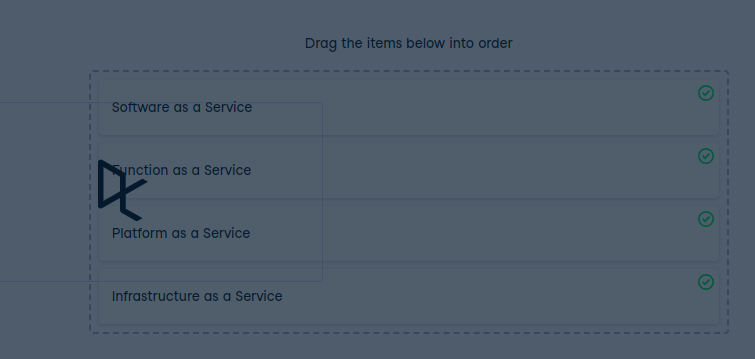 Drag the items below into order
Software as a Service
Function as a Service
Platform as a Service
Infrastructure as a Service